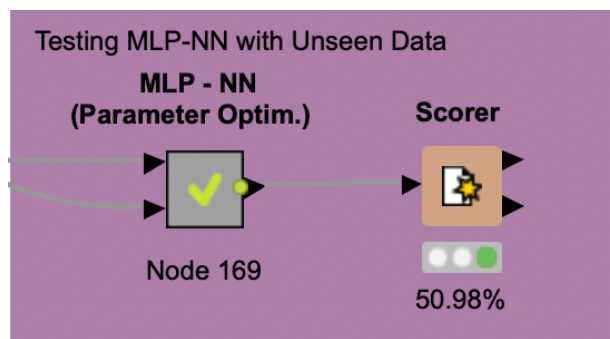 Testing MLP-NN with Unseen Data
MLP - NN
(Parameter Optim.)
Scorer
Node 169
50.98%